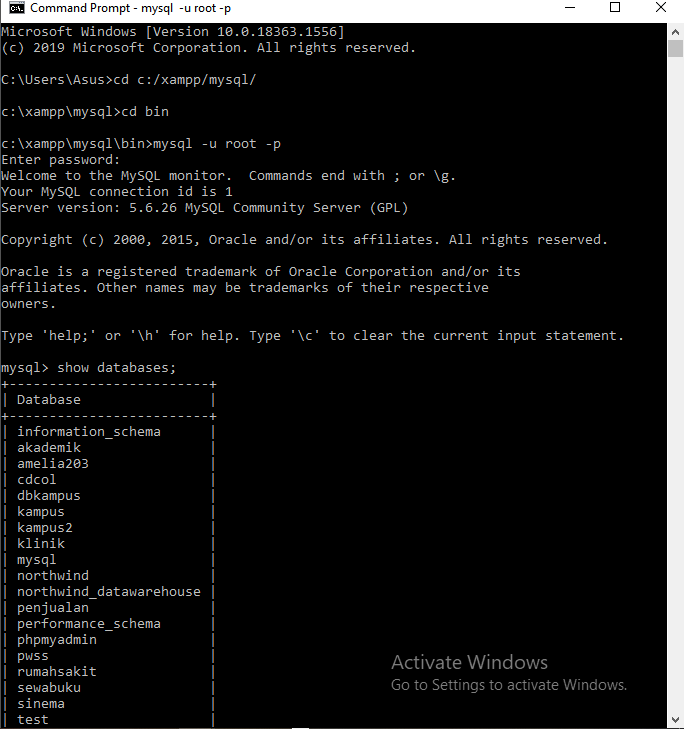 Command Prompt - mysql -u root -p
Microsoft Windows [Version 10.0.18363.1556]
(c) 2019 Microsoft Corporation. All rights reserved.
C:\Users\Asus>cd c:/xampp/mysql/
c:\xampp\mysql>cd bin
c:\xampp\mysql\bin>mysql -u root -p
Enter password:
Welcome to the MySQL monitor.  Commands end with ; or \g.
Your MySQL connection id is 1
Server version: 5.6.26 MySQL Community Server (GPL)
Copyright (c) 2000, 2015, Oracle and/or its affiliates. All rights reserved.
Oracle is a registered trademark of Oracle Corporation and/or its
affiliates. Other names may be trademarks of their respective
owners.
Type 'help;' or '\h' for help. Type '\c' to clear the current input statement.
mysql> show databases;
+-------------------------+
| Database                |
+-------------------------+
| information_schema      |
| akademik                |
| amelia203               |
| cdcol                   |
| dbkampus                |
| kampus                  |
| kampus2                 |
| klinik                  |
| mysql                   |
| northwind               |
| northwind_datawarehouse |
| penjualan               |
| performance_schema      |
| phpmyadmin              |
| pwss                    |
| rumahsakit              |
| sewabuku                |
| sinema                  |
| test                    |
Activate Windows
Go to Settings to activate Windows.